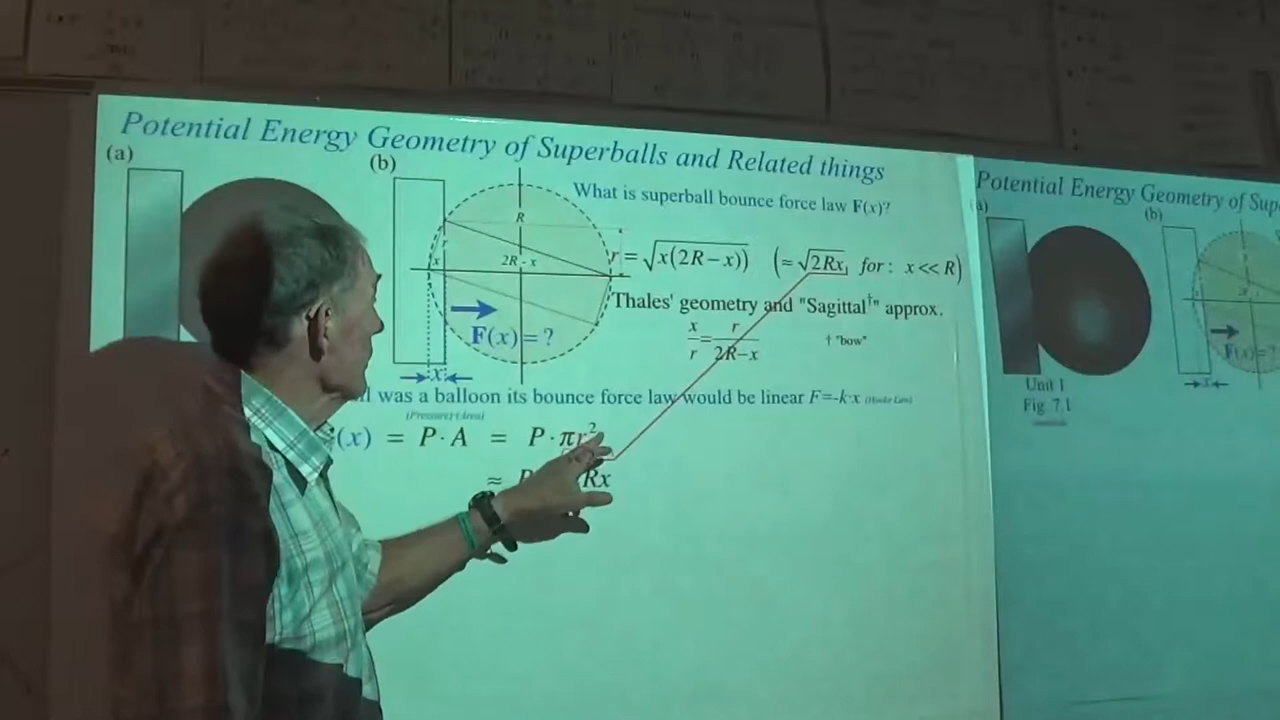 Potential Energy Geometry of Superballs and Related things
(a)
(b)
What is superball bounce force law F(x)?
R
x
2R - x
r = √x(2R–x)) (≈ √2Rx, for: x<<R)
Thales' geometry and "Sagittal†" approx.
x/r = r/2R–x
† "bow"
F(x) = ?
x
was a balloon its bounce force law would be linear F=-k·x (Hooke Law)
(Pressure)·(Area)
(x) = P·A = P·πr²
≈ Rx
Potential Energy Geometry of Sup
a)
(b)
F(x)=?
x
Unit 1
Fig. 7.1